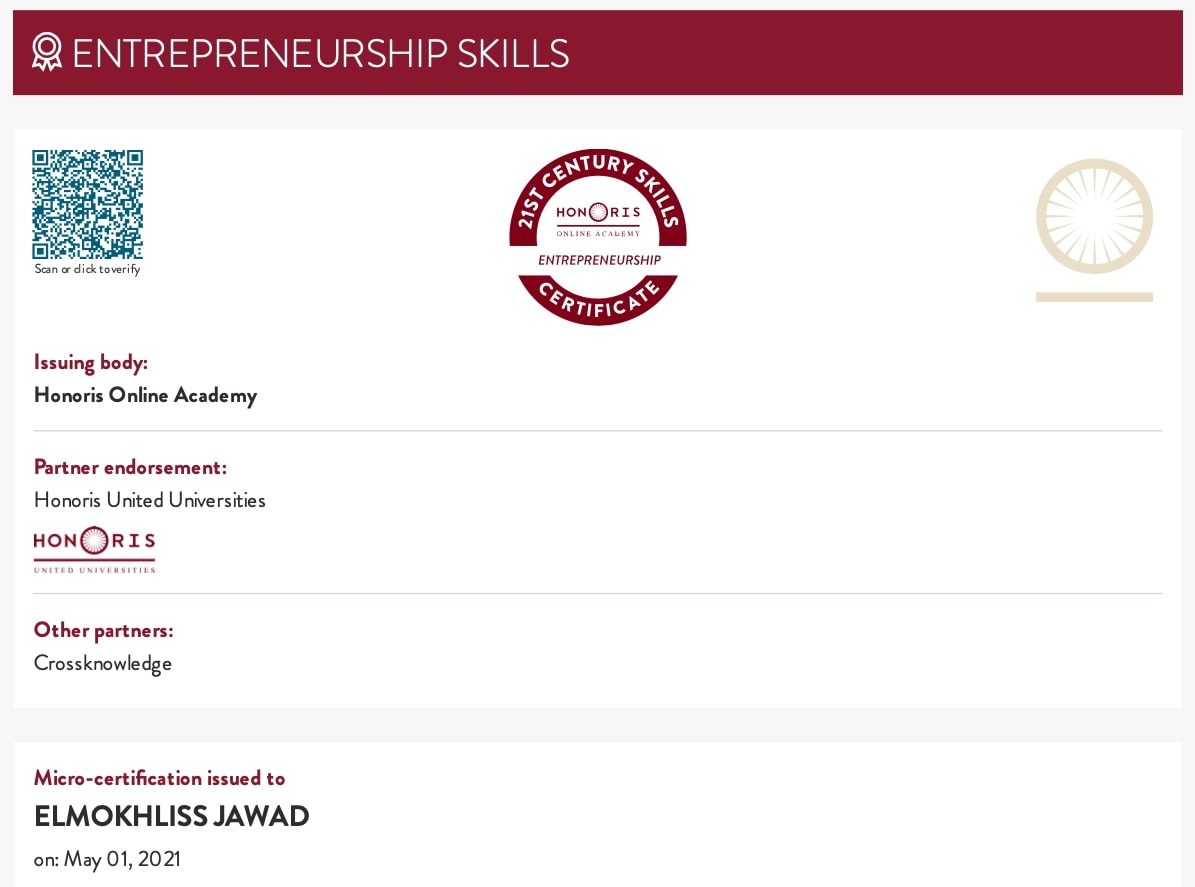 ENTREPRENEURSHIP SKILLS
21ST CENTURY SKILLS
HONORIS
ONLINE ACADEMY
ENTREPRENEURSHIP
CERTIFICATE
Scan or click to verify
Issuing body:
Honoris Online Academy
Partner endorsement:
Honoris United Universities
HONORIS
UNITED UNIVERSITIES
Other partners:
Crossknowledge
Micro-certification issued to
ELMOKHLISS JAWAD
on: May 01, 2021